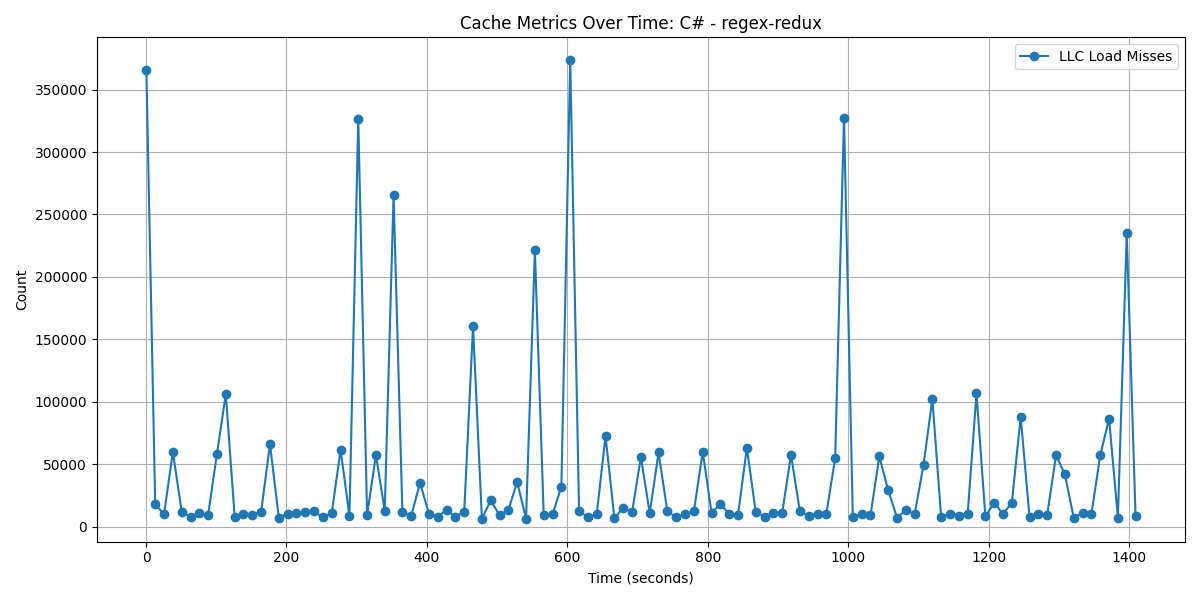 Cache Metrics Over Time: C# - regex-redux
LLC Load Misses
Count
350000
300000
250000
200000
150000
100000
50000
0
0 200 400 600 800 1000 1200 1400
Time (seconds)